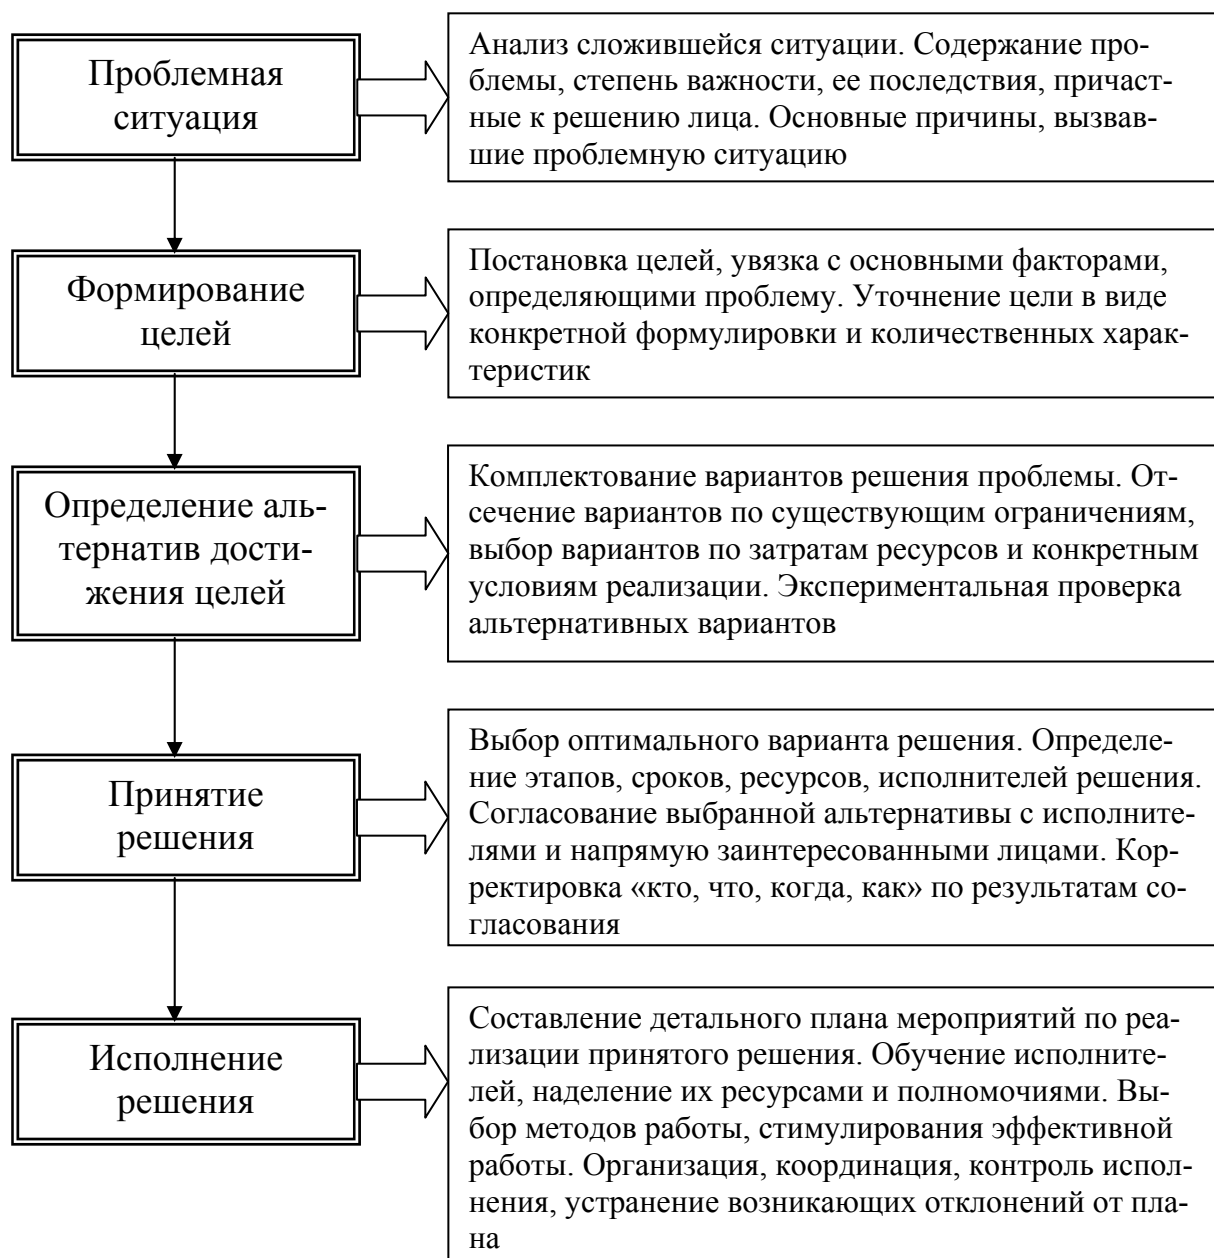 Проблемная
ситуация
Анализ сложившейся ситуации. Содержание про-
блемы, степень важности, ее последствия, причаст-
ные к решению лица. Основные причины, вызвав-
шие проблемную ситуацию
Формирование
целей
Постановка целей, увязка с основными факторами,
определяющими проблему. Уточнение цели в виде
конкретной формулировки и количественных харак-
теристик
Определение аль-
тернатив дости-
жения целей
Комплектование вариантов решения проблемы. От-
сечение вариантов по существующим ограничениям,
выбор вариантов по затратам ресурсов и конкретным
условиям реализации. Экспериментальная проверка
альтернативных вариантов
Принятие
решения
Выбор оптимального варианта решения. Определе-
ние этапов, сроков, ресурсов, исполнителей решения.
Согласование выбранной альтернативы с исполните-
лями и напрямую заинтересованными лицами. Кор-
ректировка «кто, что, когда, как» по результатам со-
гласования
Исполнение
решения
Составление детального плана мероприятий по реа-
лизации принятого решения. Обучение исполните-
лей, наделение их ресурсами и полномочиями. Вы-
бор методов работы, стимулирования эффективной
работы. Организация, координация, контроль испол-
нения, устранение возникающих отклонений от пла-
на